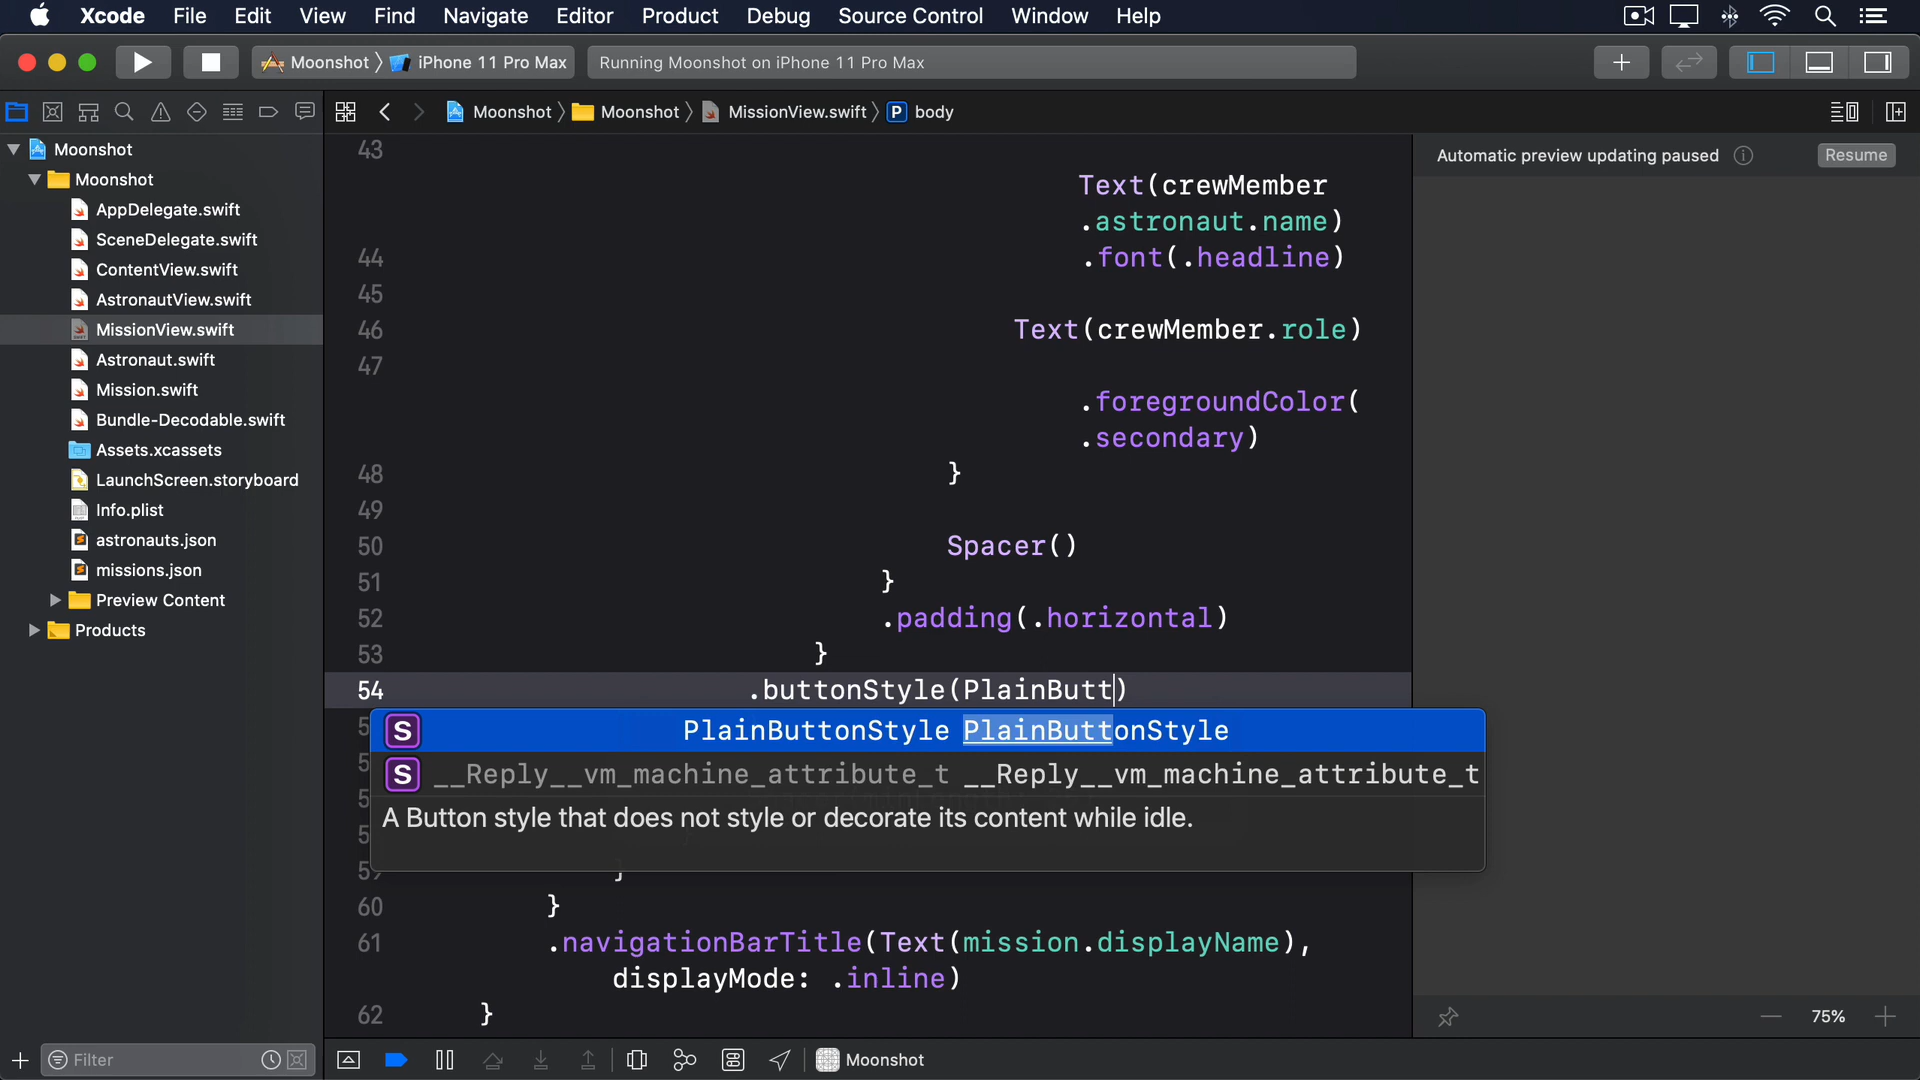 Xcode File Edit View Find Navigate Editor Product Debug Source Control Window Help
Moonshot iPhone 11 Pro Max Running Moonshot on iPhone 11 Pro Max
Moonshot Moonshot MissionView.swift P body
Automatic preview updating paused Resume
Moonshot
Moonshot
AppDelegate.swift
SceneDelegate.swift
ContentView.swift
AstronautView.swift
MissionView.swift
Astronaut.swift
Mission.swift
Bundle-Decodable.swift
Assets.xcassets
LaunchScreen.storyboard
Info.plist
astronauts.json
missions.json
Preview Content
Products
Filter
43
Text(crewMember
.astronaut.name)
44 .font(.headline)
45
46 Text(crewMember.role)
47
.foregroundColor(
.secondary)
48 }
49
50 Spacer()
51 }
52 .padding(.horizontal)
53 }
54 .buttonStyle(PlainButt)
S PlainButtonStyle PlainButtonStyle
S __Reply__vm_machine_attribute_t __Reply__vm_machine_attribute_t
A Button style that does not style or decorate its content while idle.
60 }
61 .navigationBarTitle(Text(mission.displayName),
displayMode: .inline)
62 }
75%
Moonshot